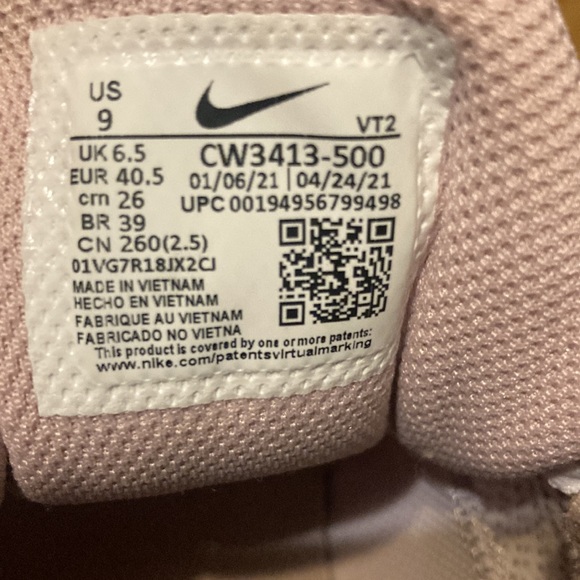 US
9
VT2
UK 6.5
EUR 40.5
cm 26
BR 39
CN 260(2.5)
CW3413-500
01/06/21 | 04/24/21
UPC 00194956799498
01VG7R18JX2CJ
MADE IN VIETNAM
HECHO EN VIETNAM
FABRIQUE AU VIETNAM
FABRICADO NO VIETNA
This product is covered by one or more patents:
www.nike.com/patentsvirtualmarking